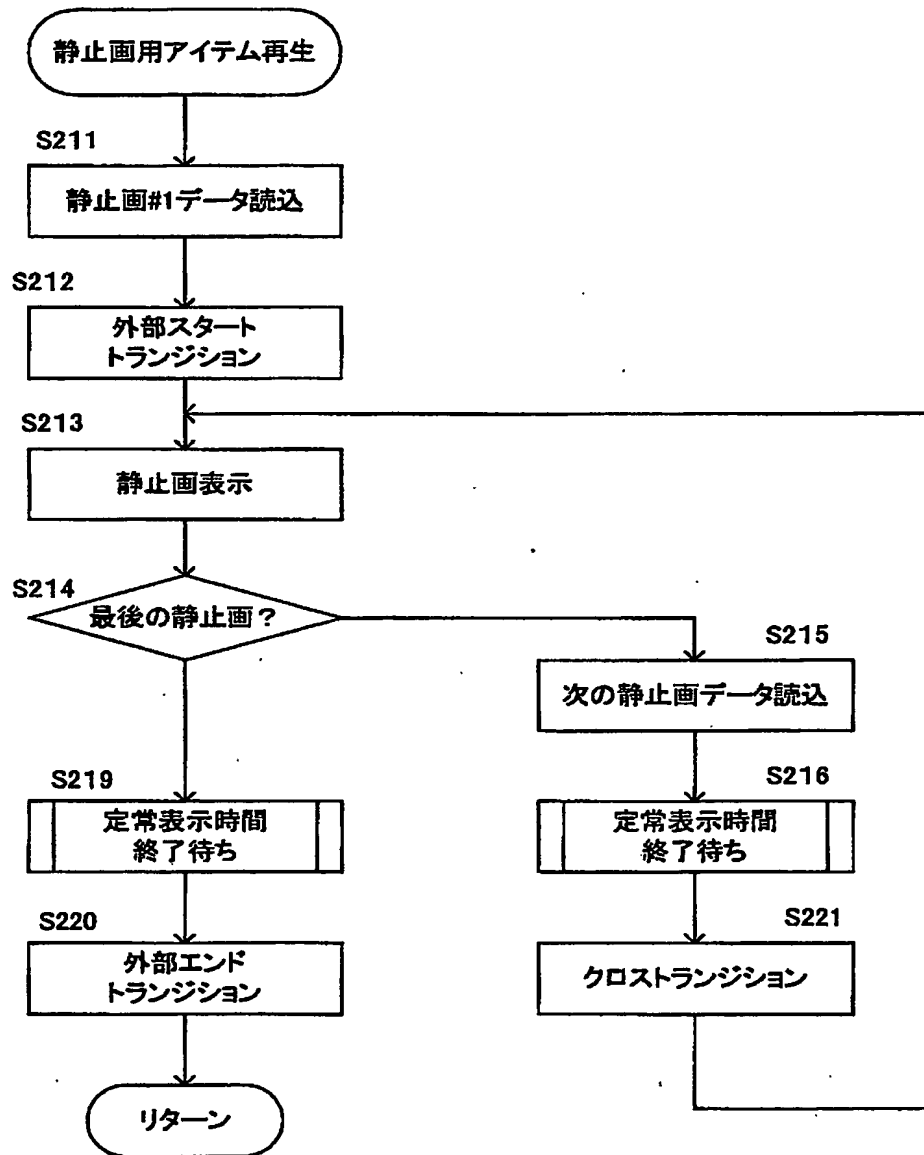 静止画用アイテム再生
S211
静止画#1データ読込
S212
外部スタート
トランジション
S213
静止画表示
S214
最後の静止画?
S215
次の静止画データ読込
S219
定常表示時間
終了待ち
S216
定常表示時間
終了待ち
S220
外部エンド
トランジション
S221
クロストランジション
リターン